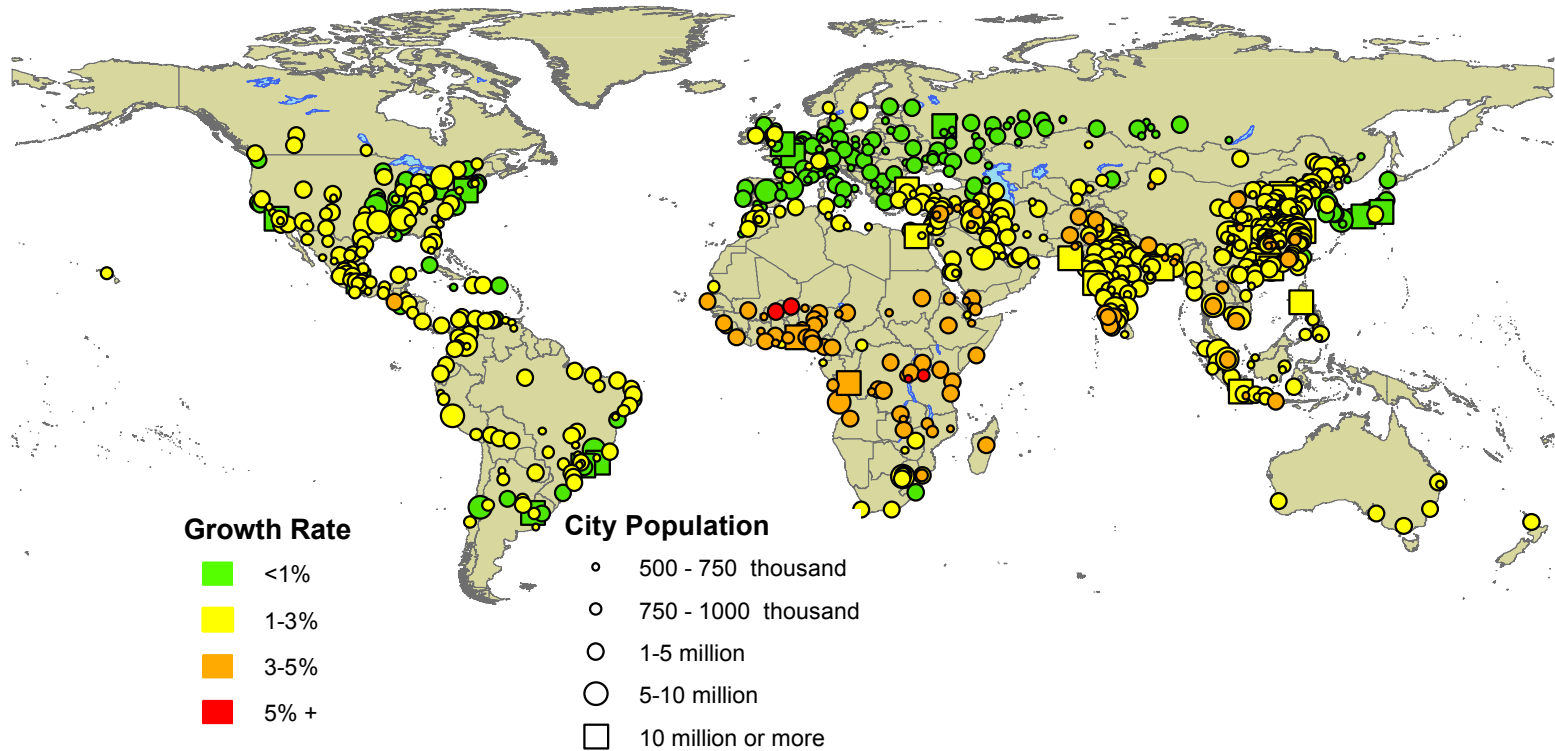 Growth Rate
<1%
1-3%
3-5%
5% +
City Population
500 - 750 thousand
750 - 1000 thousand
1-5 million
5-10 million
10 million or more